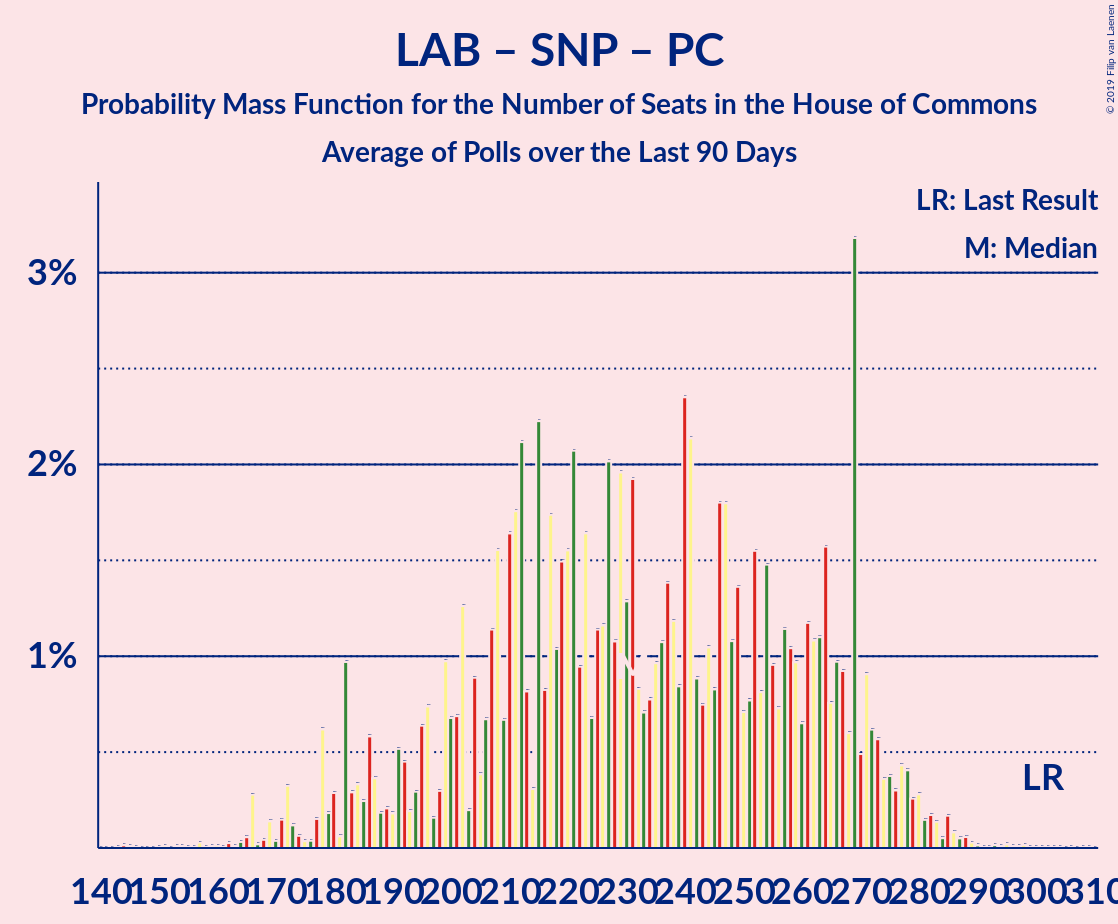 LAB – SNP – PC
Probability Mass Function for the Number of Seats in the House of Commons
Average of Polls over the Last 90 Days
© 2019 Filip van Laenen
LR: Last Result
M: Median
3%
2%
1%
LR
140 150 160 170 180 190 200 210 220 230 240 250 260 270 280 290 300 310